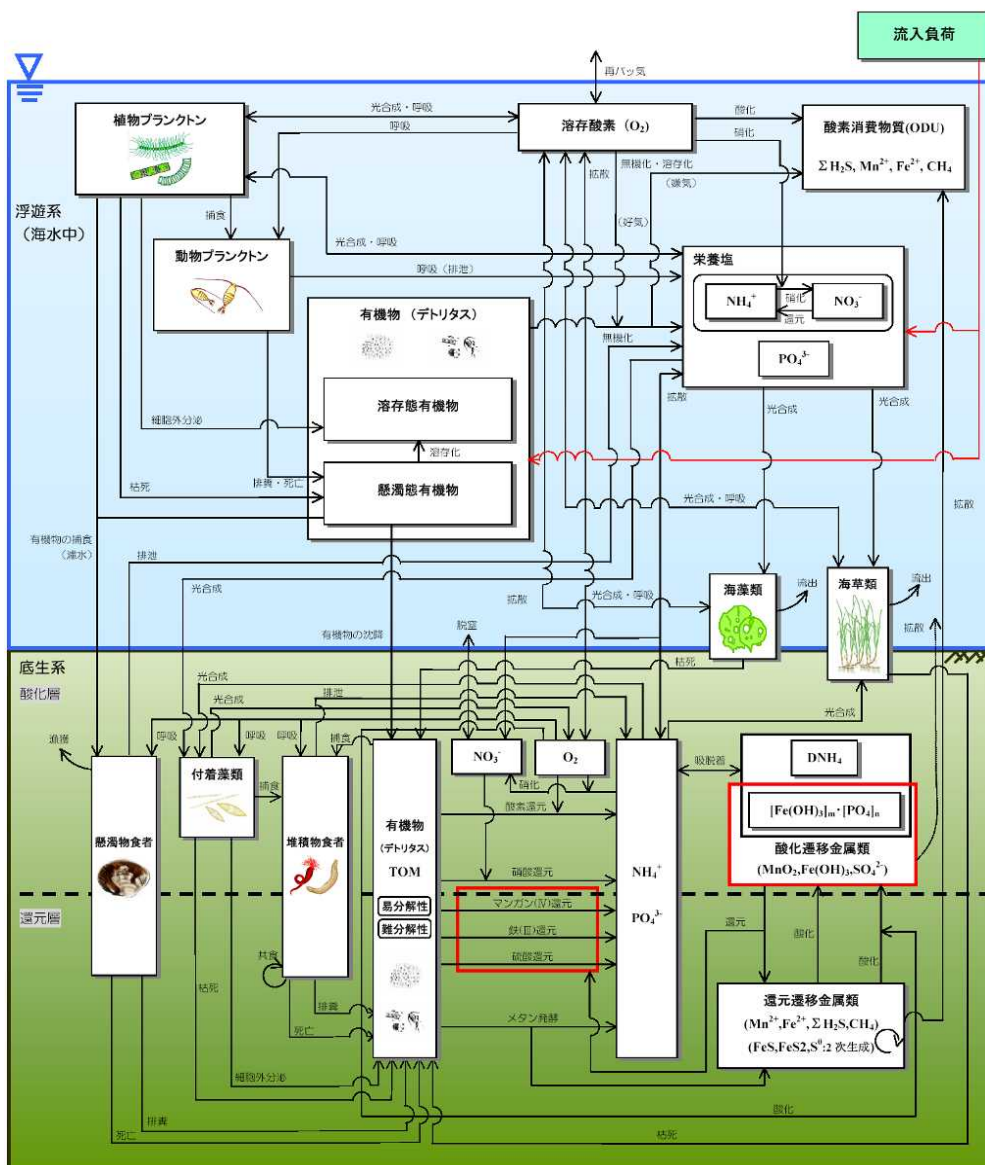 流入負荷
再バッ気
植物プランクトン
光合成・呼吸
呼吸
溶存酸素（O₂）
酸化
硝化
酸素消費物質(ODU)
ΣH₂S, Mn²⁺, Fe²⁺, CH₄
無機化・溶存化
（嫌気）
拡散
（好気）
浮遊系
（海水中）
捕食
動物プランクトン
光合成・呼吸
呼吸（排泄）
栄養塩
NH₄⁺
硝化
還元
NO₃⁻
PO₄³⁻
有機物 （デトリタス）
無機化
溶存態有機物
細胞外分泌
溶存化
懸濁態有機物
排糞・死亡
枯死
拡散
光合成
光合成
光合成・呼吸
拡散
有機物の捕食
（濾水）
排泄
光合成
拡散
光合成・呼吸
海藻類
流出
海草類
流出
拡散
有機物の沈降
脱窒
底生系
酸化層
枯死
光合成
光合成
排泄
光合成
漁獲
呼吸
呼吸
呼吸
捕食
NO₃⁻
O₂
硝化
吸脱着
DNH₄
[Fe(OH)₃]m・[PO₄]n
酸化遷移金属類
(MnO₂,Fe(OH)₃,SO₄²⁻)
付着藻類
捕食
懸濁物食者
堆積物食者
有機物
(デトリタス)
TOM
易分解性
難分解性
酸素還元
硝酸還元
マンガン(Ⅳ)還元
鉄(Ⅲ)還元
硫酸還元
メタン発酵
NH₄⁺
PO₄³⁻
還元層
還元
酸化
酸化
共食
枯死
排糞
死亡
還元遷移金属類
(Mn²⁺,Fe²⁺,ΣH₂S,CH₄)
(FeS,FeS2,S⁰:2 次生成)
細胞外分泌
酸化
排糞
死亡
枯死